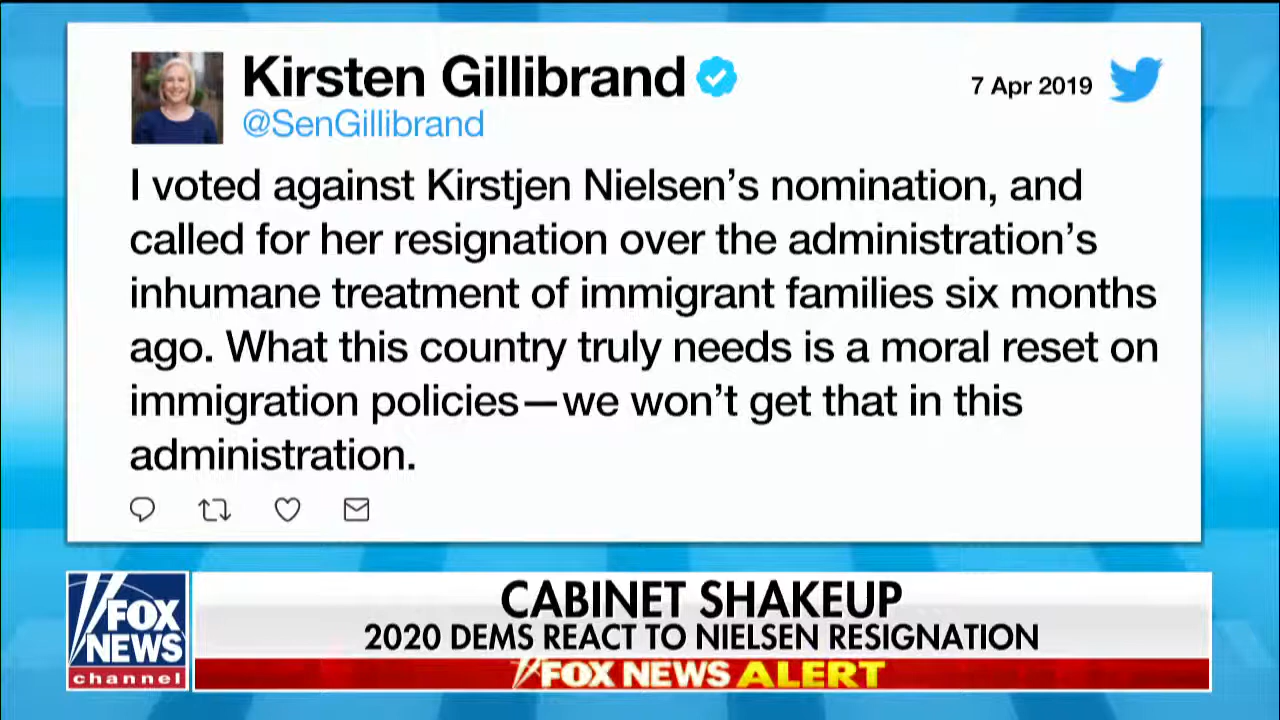 Kirsten Gillibrand
7 Apr 2019
@SenGillibrand
I voted against Kirstjen Nielsen’s nomination, and
called for her resignation over the administration’s
inhumane treatment of immigrant families six months
ago. What this country truly needs is a moral reset on
immigration policies—we won’t get that in this
administration.
FOX
NEWS
channel
CABINET SHAKEUP
2020 DEMS REACT TO NIELSEN RESIGNATION
FOX NEWS ALERT